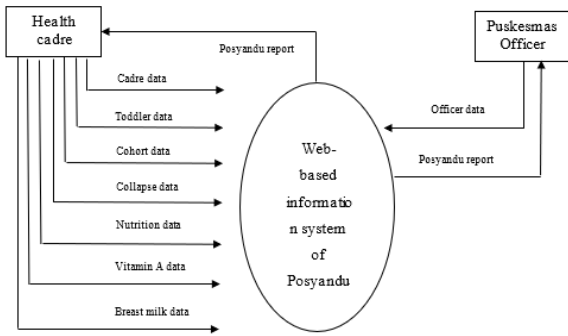 Health
cadre
Puskesmas
Officer
Posyandu report
Cadre data
Toddler data
Cohort data
Collapse data
Nutrition data
Vitamin A data
Breast milk data
Web-
based
informatio
n system
of
Posyandu
Officer data
Posyandu report